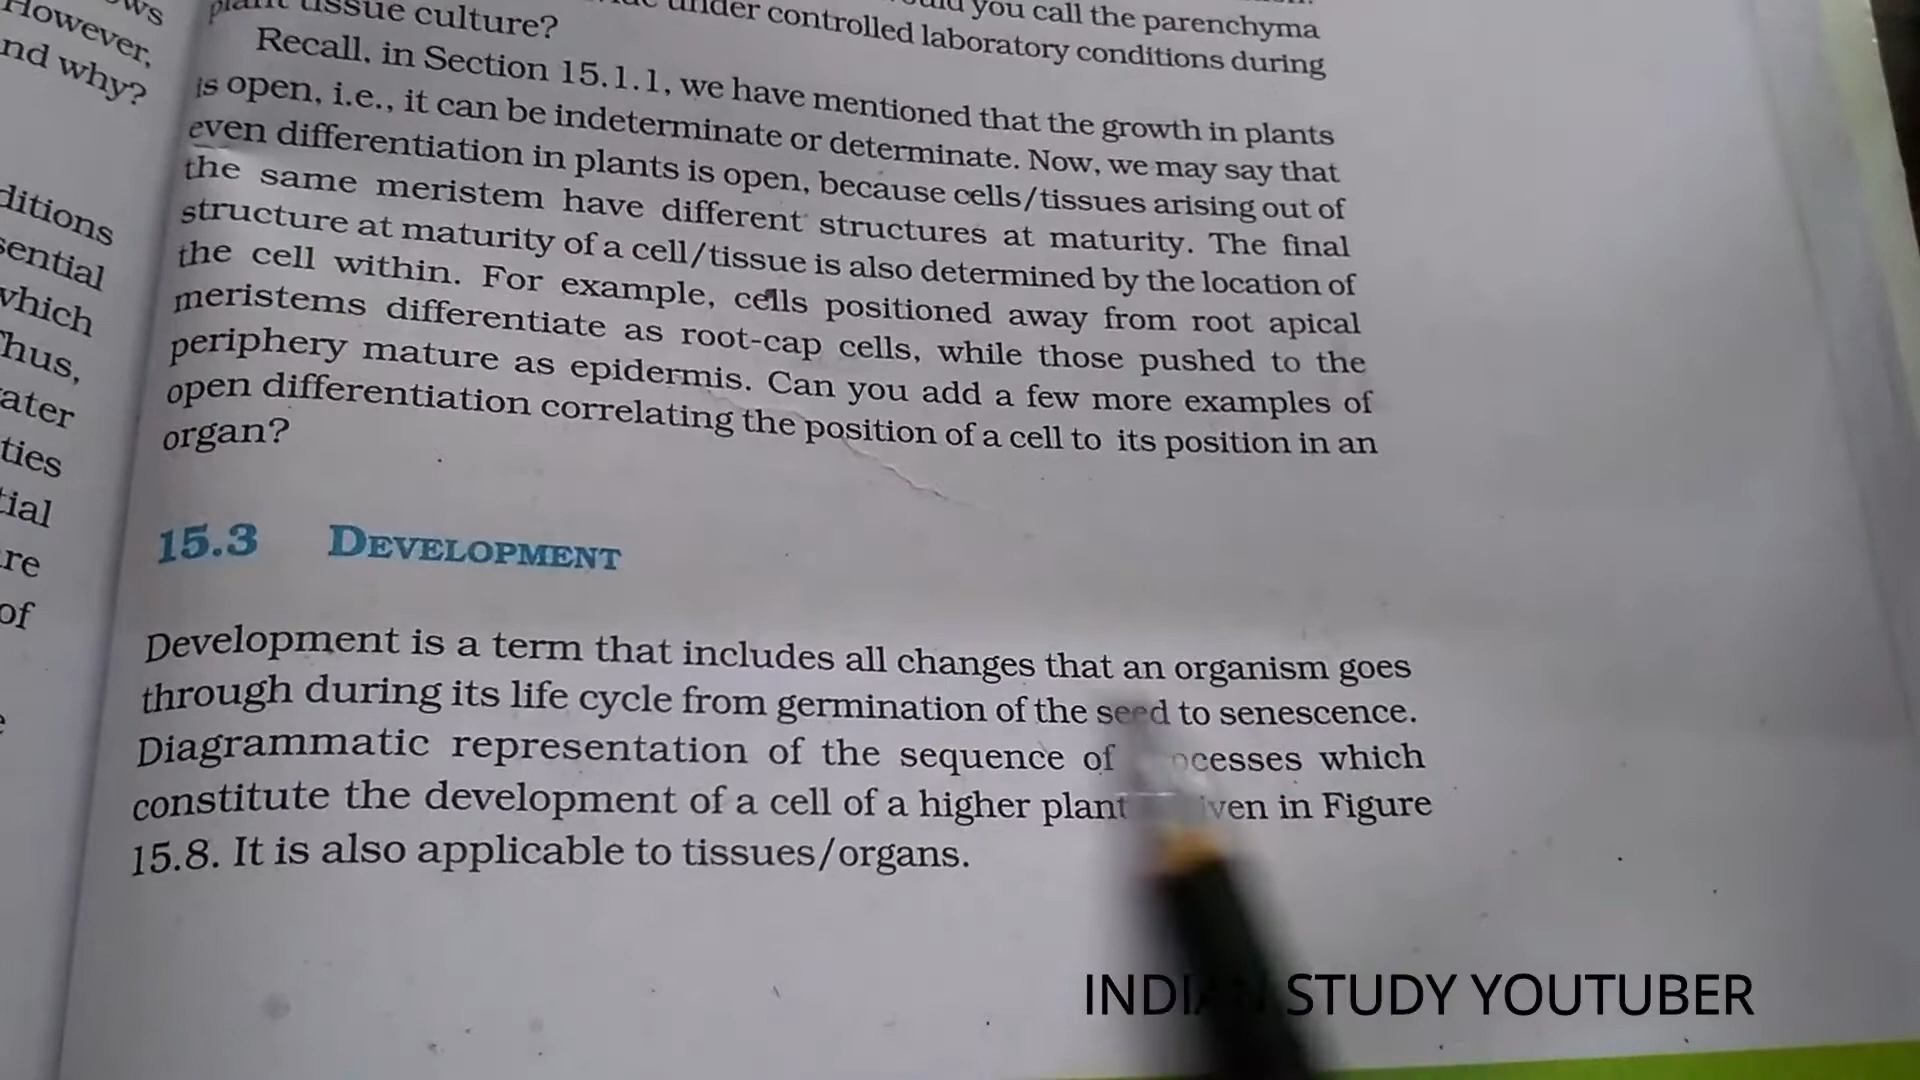 ws
However,
nd why?
ditions
sential
which
Thus,
ater
ties
tial
re
of
e
you call the parenchyma
under controlled laboratory conditions during
plant tissue culture?
Recall, in Section 15.1.1, we have mentioned that the growth in plants
is open, i.e., it can be indeterminate or determinate. Now, we may say that
even differentiation in plants is open, because cells/tissues arising out of
the same meristem have different structures at maturity. The final
structure at maturity of a cell/tissue is also determined by the location of
the cell within. For example, cells positioned away from root apical
meristems differentiate as root-cap cells, while those pushed to the
periphery mature as epidermis. Can you add a few more examples of
open differentiation correlating the position of a cell to its position in an
organ?
15.3 DEVELOPMENT
Development is a term that includes all changes that an organism goes
through during its life cycle from germination of the seed to senescence.
Diagrammatic representation of the sequence of ocesses which
constitute the development of a cell of a higher plant iven in Figure
15.8. It is also applicable to tissues/organs.
INDIAN STUDY YOUTUBER